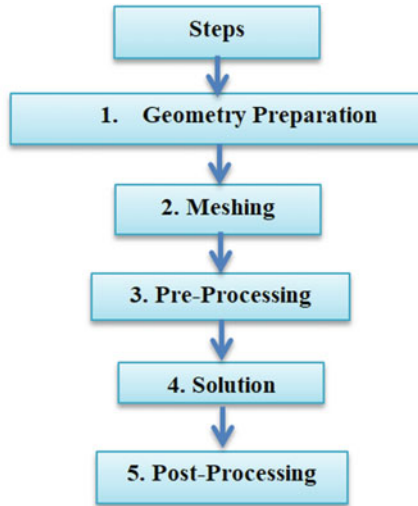 Steps
1. Geometry Preparation
2. Meshing
3. Pre-Processing
4. Solution
5. Post-Processing